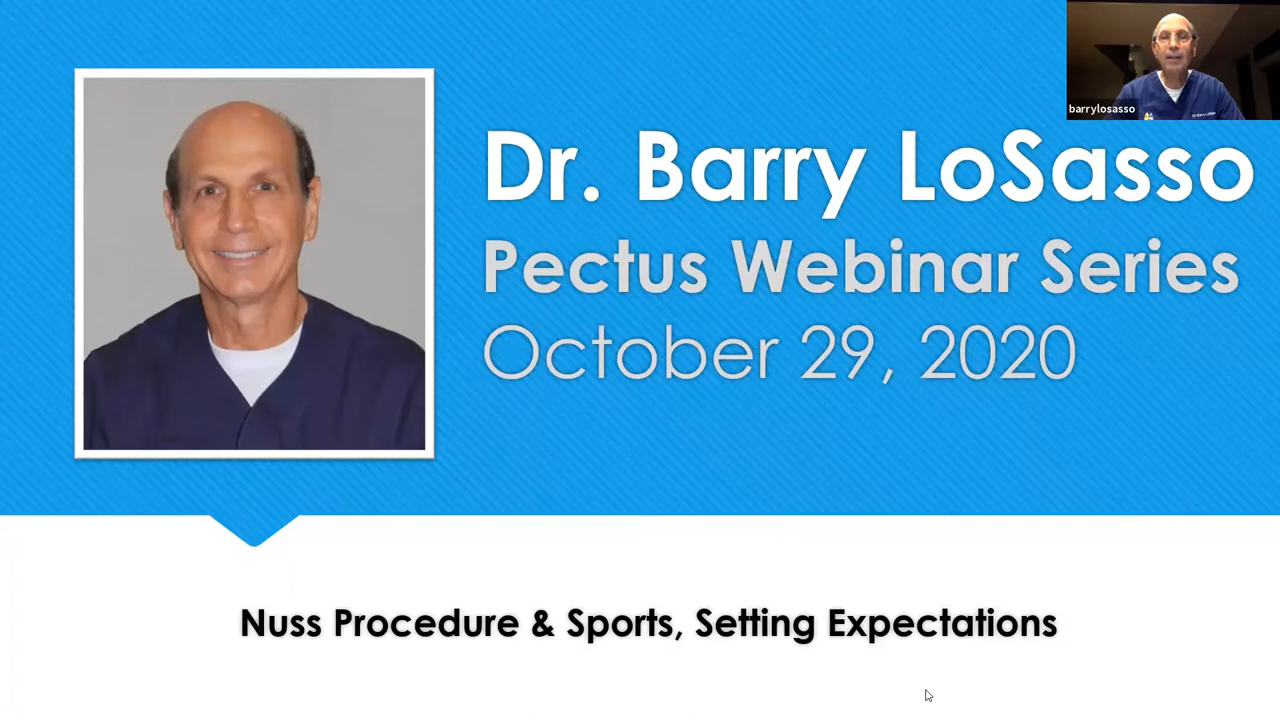 barrylosasso
Dr. Barry LoSasso
Pectus Webinar Series
October 29, 2020
Nuss Procedure & Sports, Setting Expectations